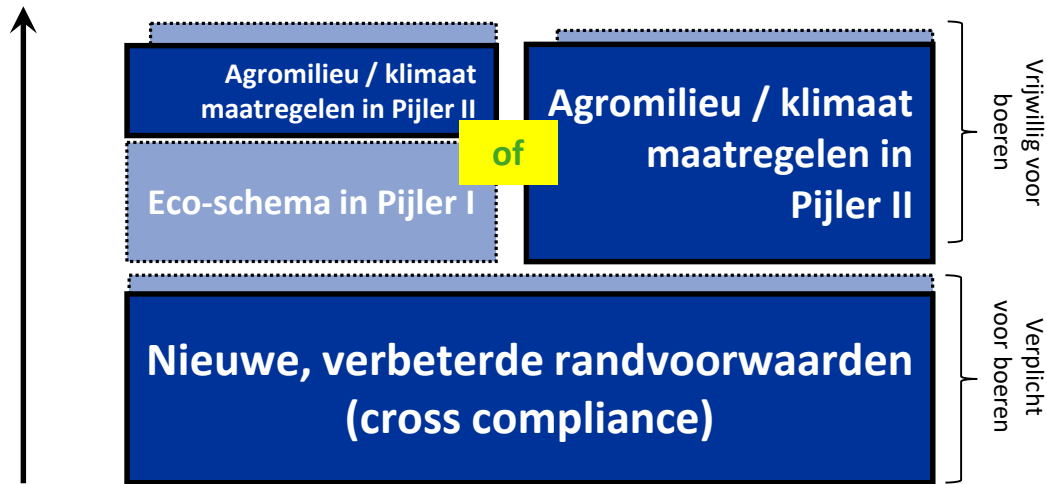 Agromilieu / klimaat
maatregelen in Pijler II
Eco-schema in Pijler I
of
Agromilieu / klimaat
maatregelen in
Pijler II
Vrijwillig voor
boeren
Nieuwe, verbeterde randvoorwaarden
(cross compliance)
Verplicht
voor boeren